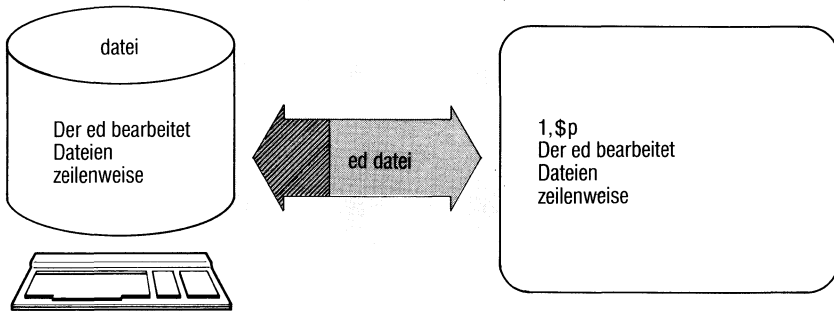 datei
Der ed bearbeitet
Dateien
zeilenweise
ed datei
1,$p
Der ed bearbeitet
Dateien
zeilenweise